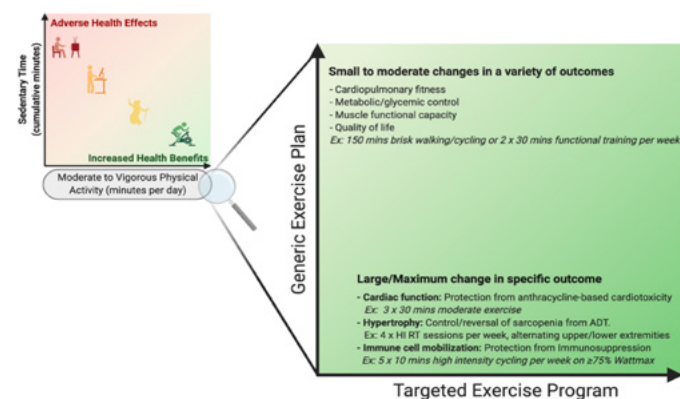 Adverse Health Effects
Sedentary Time
(cumulative minutes)
Increased Health Benefits
Moderate to Vigorous Physical
Activity (minutes per day)
Generic Exercise Plan
Small to moderate changes in a variety of outcomes
- Cardiopulmonary fitness
- Metabolic/glycemic control
- Muscle functional capacity
- Quality of life
Ex: 150 mins brisk walking/cycling or 2 x 30 mins functional training per week
Large/Maximum change in specific outcome
- Cardiac function: Protection from anthracycline-based cardiotoxicity
Ex: 3 x 30 mins moderate exercise
- Hypertrophy: Control/reversal of sarcopenia from ADT.
Ex: 4 x HI RT sessions per week, alternating upper/lower extremities
- Immune cell mobilization: Protection from Immunosuppression
Ex: 5 x 10 mins high intensity cycling per week on ≥75% Wattmax
Targeted Exercise Program